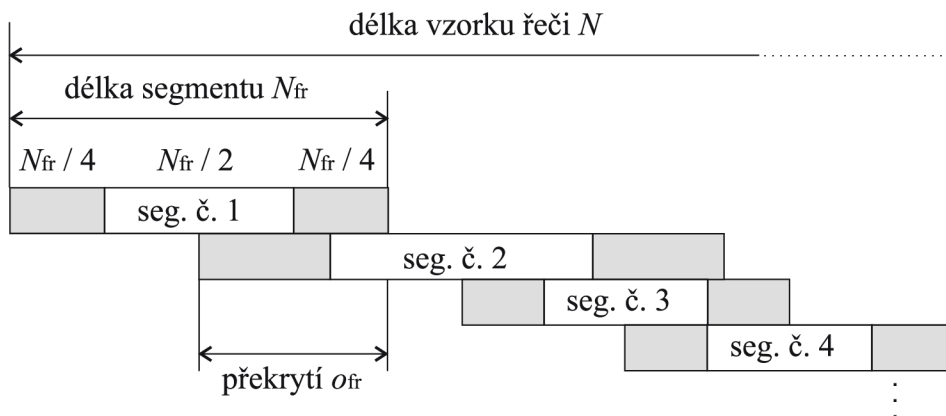 délka vzorku řeči N
délka segmentu Nfr
Nfr / 4 Nfr / 2 Nfr / 4
seg. č. 1
seg. č. 2
seg. č. 3
seg. č. 4
překrytí ofr